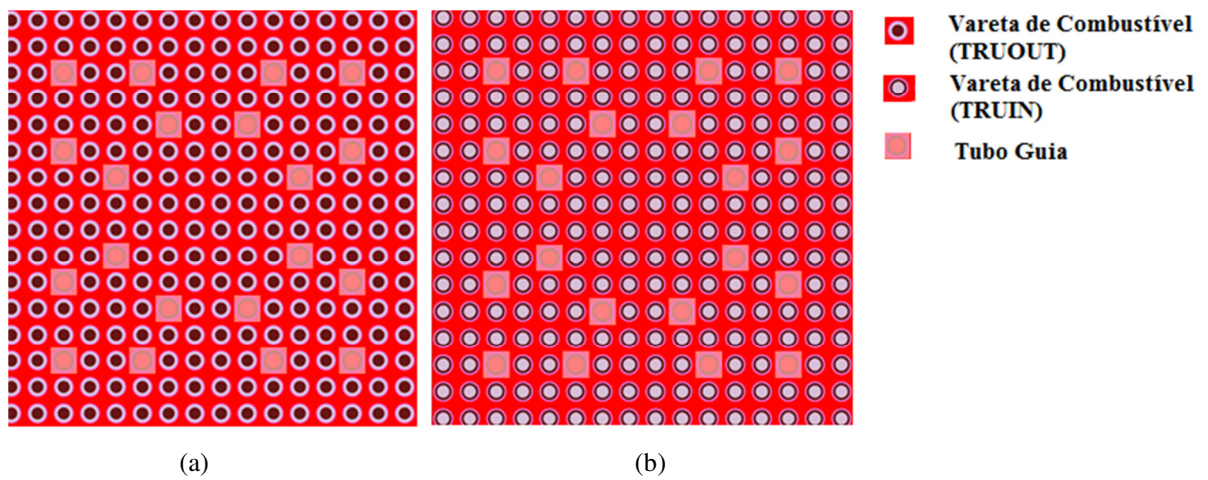 Vareta de Combustível
(TRUOUT)
Vareta de Combustível
(TRUIN)
Tubo Guia
(a)
(b)